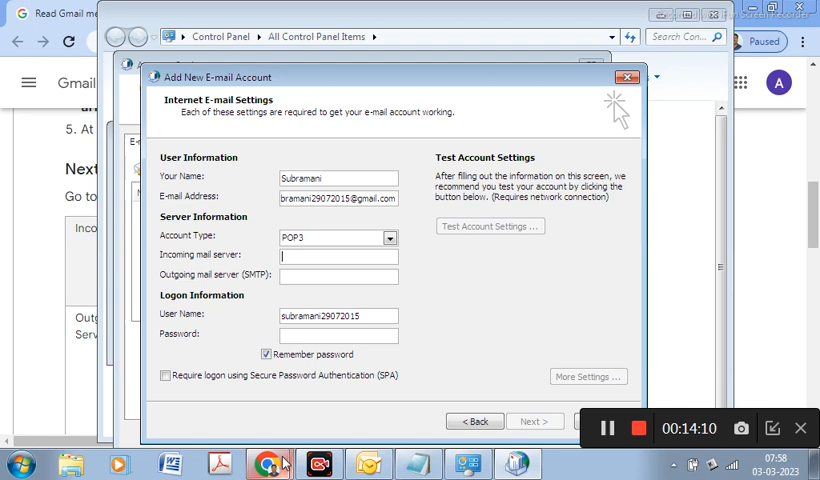 Read Gmail me
Control Panel
All Control Panel Items
Search Con...
Fun Screen Recorder
Paused
Gmail
A
Add New E-mail Account
Internet E-mail Settings
Each of these settings are required to get your e-mail account working.
5. At
Next
Go to
Inco
Outg
Serv
E-m
User Information
Your Name:
Subramani
E-mail Address:
bramani29072015@gmail.com
Server Information
Account Type:
POP3
Incoming mail server:
Outgoing mail server (SMTP):
Logon Information
User Name:
subramani29072015
Password:
Remember password
Require logon using Secure Password Authentication (SPA)
Test Account Settings
After filling out the information on this screen, we
recommend you test your account by clicking the
button below. (Requires network connection)
Test Account Settings ...
More Settings ...
< Back
Next >
00:14:10
07:58
03-03-2023